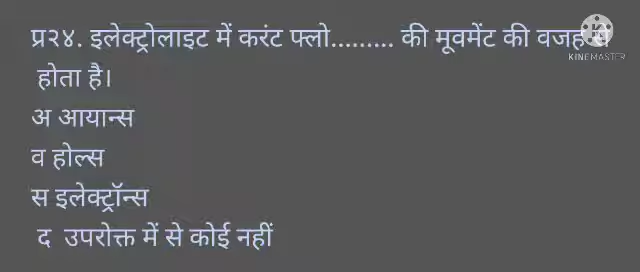 प्र२४. इलेक्ट्रोलाइट में करंट फ्लो......... की मूवमेंट की वजह से
होता है।
अ आयान्स
व होल्स
स इलेक्ट्रॉन्स
द उपरोक्त में से कोई नहीं
KINEMASTER